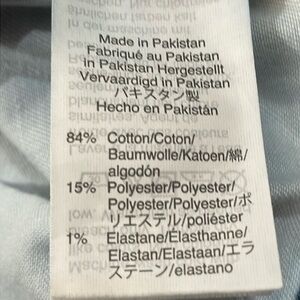 Made in Pakistan
Fabriqué au Pakistan
in Pakistan Hergestellt
Vervaardigd in Pakistan
パキスタン製
Hecho en Pakistán
84% Cotton/Coton/
Baumwolle/Katoen/綿/
algodón
15% Polyester/Polyester/
Polyester/Polyester/ポ
リエステル/poliéster
1% Elastane/Élasthanne/
Elastan/Elastaan/エラ
ステーン/elastano